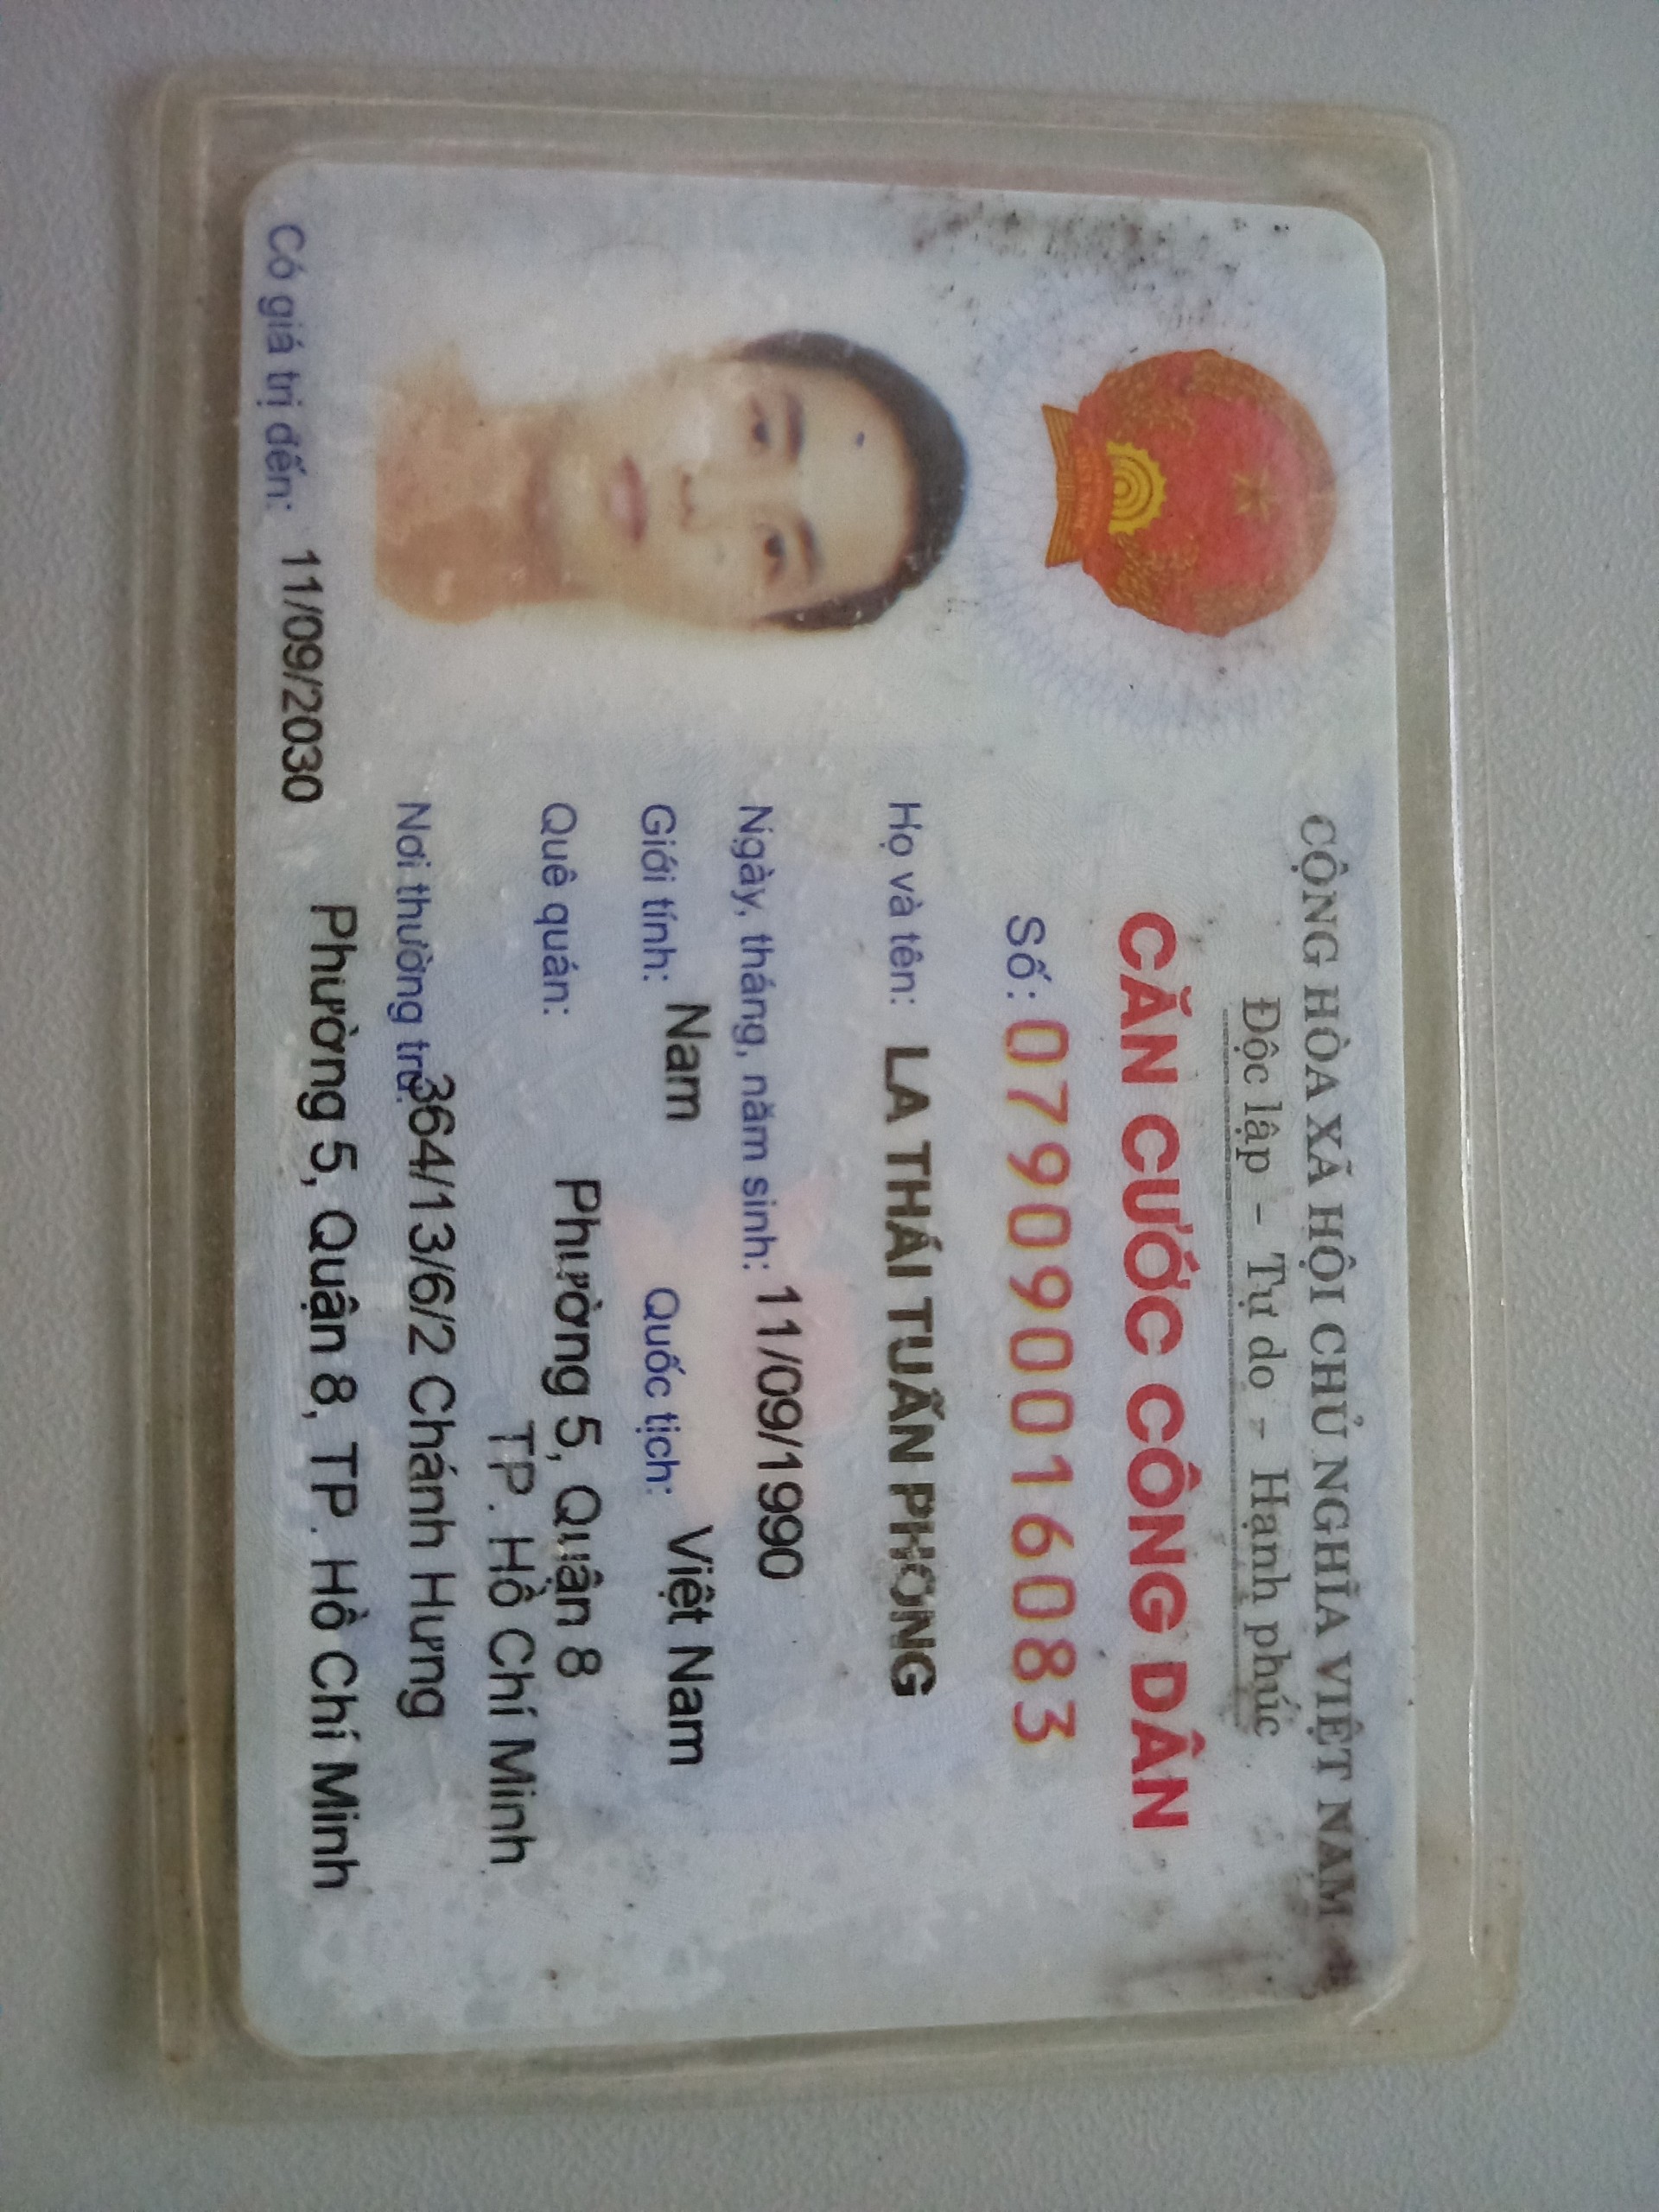 CỘNG HÒA XÃ HỘI CHỦ NGHĨA VIỆT NAM
Độc lập - Tự do - Hạnh phúc
CĂN CƯỚC CÔNG DÂN
Số: 079090016083
Họ và tên: LA THÁI TUẤN PHONG
Ngày, tháng, năm sinh: 11/09/1990
Giới tính: Nam Quốc tịch: Việt Nam
Quê quán: Phường 5, Quận 8
TP. Hồ Chí Minh
Nơi thường trú: 364/13/6/2 Chánh Hưng
Phường 5, Quận 8, TP. Hồ Chí Minh
Có giá trị đến: 11/09/2030